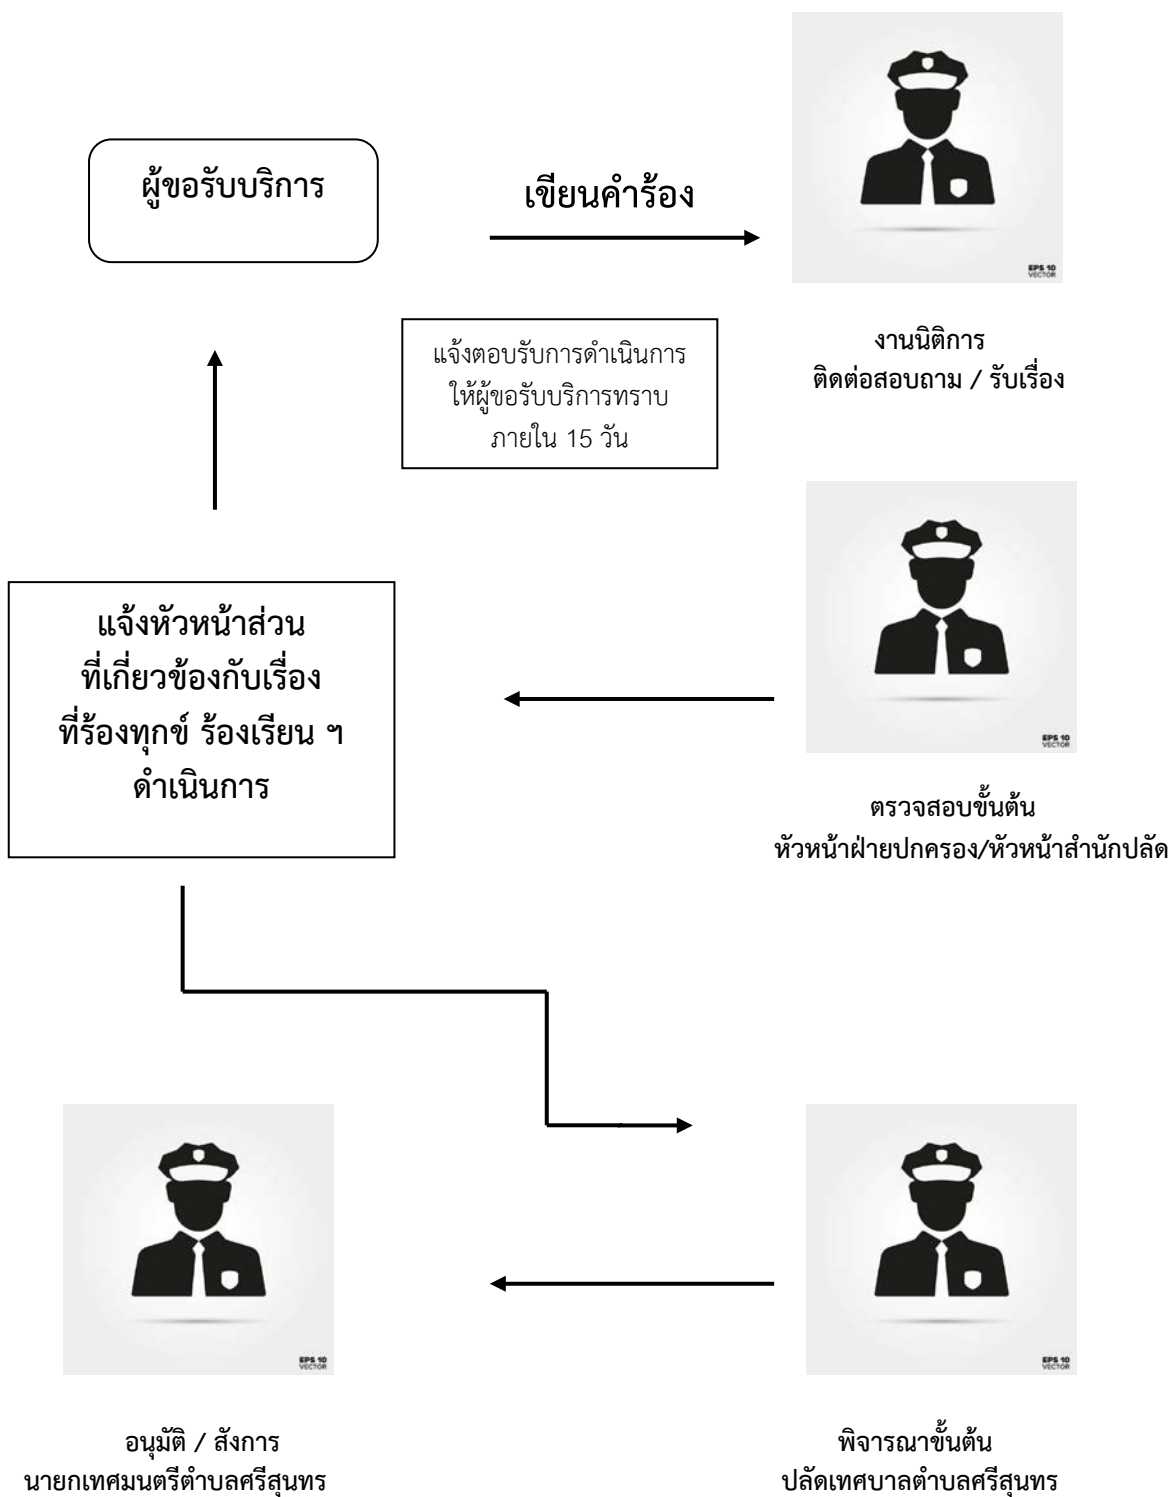 ผู้ขอรับบริการ
เขียนคำร้อง
EPS 10
VECTOR
งานนิติการ
ติดต่อสอบถาม / รับเรื่อง
แจ้งตอบรับการดำเนินการ
ให้ผู้ขอรับบริการทราบ
ภายใน 15 วัน
EPS 10
VECTOR
ตรวจสอบขั้นต้น
หัวหน้าฝ่ายปกครอง/หัวหน้าสำนักปลัด
แจ้งหัวหน้าส่วน
ที่เกี่ยวข้องกับเรื่อง
ที่ร้องทุกข์ ร้องเรียน ฯ
ดำเนินการ
EPS 10
VECTOR
พิจารณาขั้นต้น
ปลัดเทศบาลตำบลศรีสุนทร
EPS 10
VECTOR
อนุมัติ / สังการ
นายกเทศมนตรีตำบลศรีสุนทร